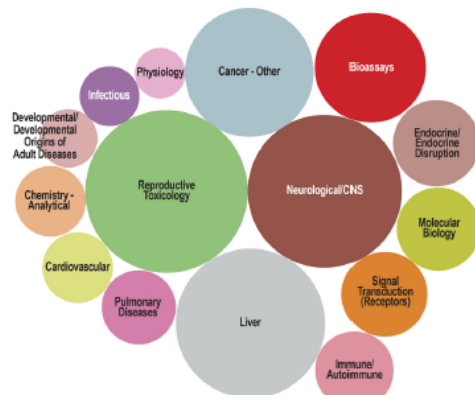 Physiology
Cancer - Other
Bioassays
Infectious
Developmental/
Developmental
Origins of
Adult Diseases
Endocrine/
Endocrine
Disruption
Reproductive
Toxicology
Neurological/CINS
Chemistry -
Analytical
Molecular
Biology
Cardiovascular
Signal
Transduction
(Receptors)
Pulmonary
Diseases
Liver
Immune/
Autoimmune